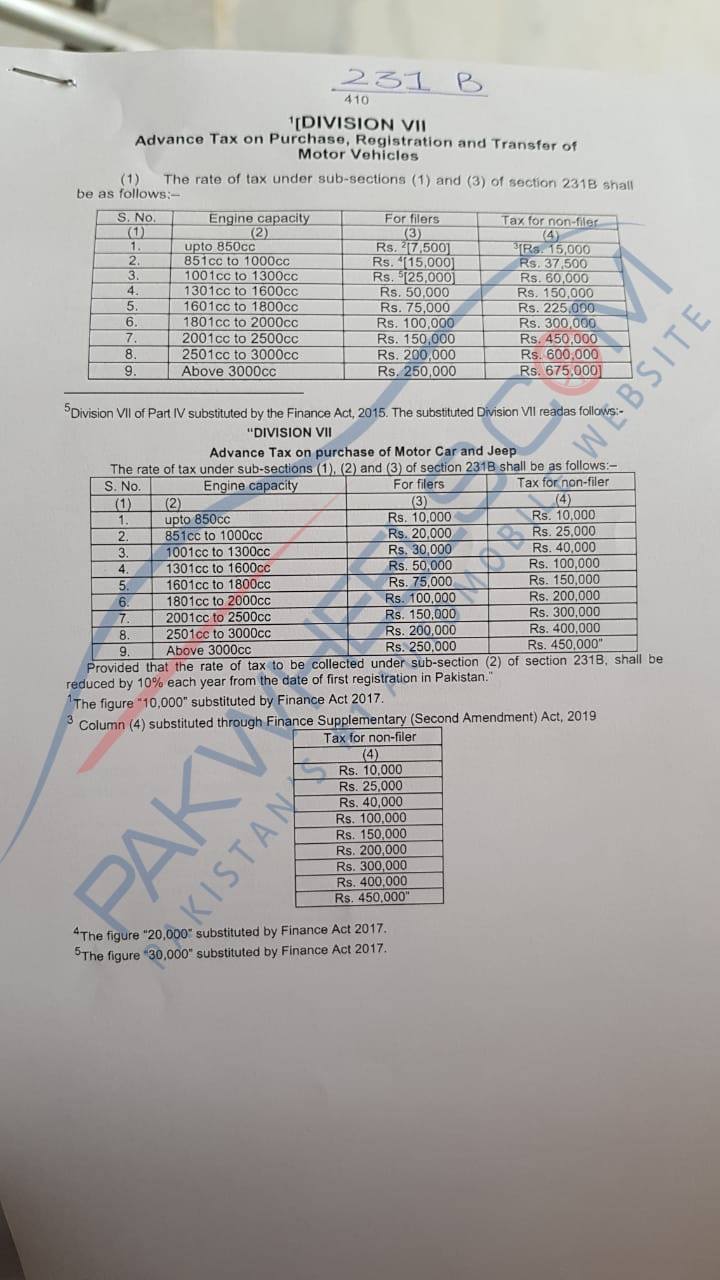 231 B
410
¹[DIVISION VII
Advance Tax on Purchase, Registration and Transfer of
Motor Vehicles
(1) The rate of tax under sub-sections (1) and (3) of section 231B shall
be as follows:–
S. No. Engine capacity For filers Tax for non-filer
(1) (2) (3) (4)
1. upto 850cc Rs. ²[7,500] ³[Rs. 15,000
2. 851cc to 1000cc Rs. ⁴[15,000] Rs. 37,500
3. 1001cc to 1300cc Rs. ⁵[25,000] Rs. 60,000
4. 1301cc to 1600cc Rs. 50,000 Rs. 150,000
5. 1601cc to 1800cc Rs. 75,000 Rs. 225,000
6. 1801cc to 2000cc Rs. 100,000 Rs. 300,000
7. 2001cc to 2500cc Rs. 150,000 Rs. 450,000
8. 2501cc to 3000cc Rs. 200,000 Rs. 600,000
9. Above 3000cc Rs. 250,000 Rs. 675,000]
⁵Division VII of Part IV substituted by the Finance Act, 2015. The substituted Division VII readas follows:-
"DIVISION VII
Advance Tax on purchase of Motor Car and Jeep
The rate of tax under sub-sections (1), (2) and (3) of section 231B shall be as follows:–
S. No. Engine capacity For filers Tax for non-filer
(1) (2) (3) (4)
1. upto 850cc Rs. 10,000 Rs. 10,000
2. 851cc to 1000cc Rs. 20,000 Rs. 25,000
3. 1001cc to 1300cc Rs. 30,000 Rs. 40,000
4. 1301cc to 1600cc Rs. 50,000 Rs. 100,000
5. 1601cc to 1800cc Rs. 75,000 Rs. 150,000
6. 1801cc to 2000cc Rs. 100,000 Rs. 200,000
7. 2001cc to 2500cc Rs. 150,000 Rs. 300,000
8. 2501cc to 3000cc Rs. 200,000 Rs. 400,000
9. Above 3000cc Rs. 250,000 Rs. 450,000"
Provided that the rate of tax to be collected under sub-section (2) of section 231B, shall be
reduced by 10% each year from the date of first registration in Pakistan."
¹The figure "10,000" substituted by Finance Act 2017.
³ Column (4) substituted through Finance Supplementary (Second Amendment) Act, 2019
Tax for non-filer
(4)
Rs. 10,000
Rs. 25,000
Rs. 40,000
Rs. 100,000
Rs. 150,000
Rs. 200,000
Rs. 300,000
Rs. 400,000
Rs. 450,000"
⁴The figure "20,000" substituted by Finance Act 2017.
⁵The figure "30,000" substituted by Finance Act 2017.
PAKWHEELS.COM
PAKISTAN'S #1 AUTOMOBILE WEBSITE